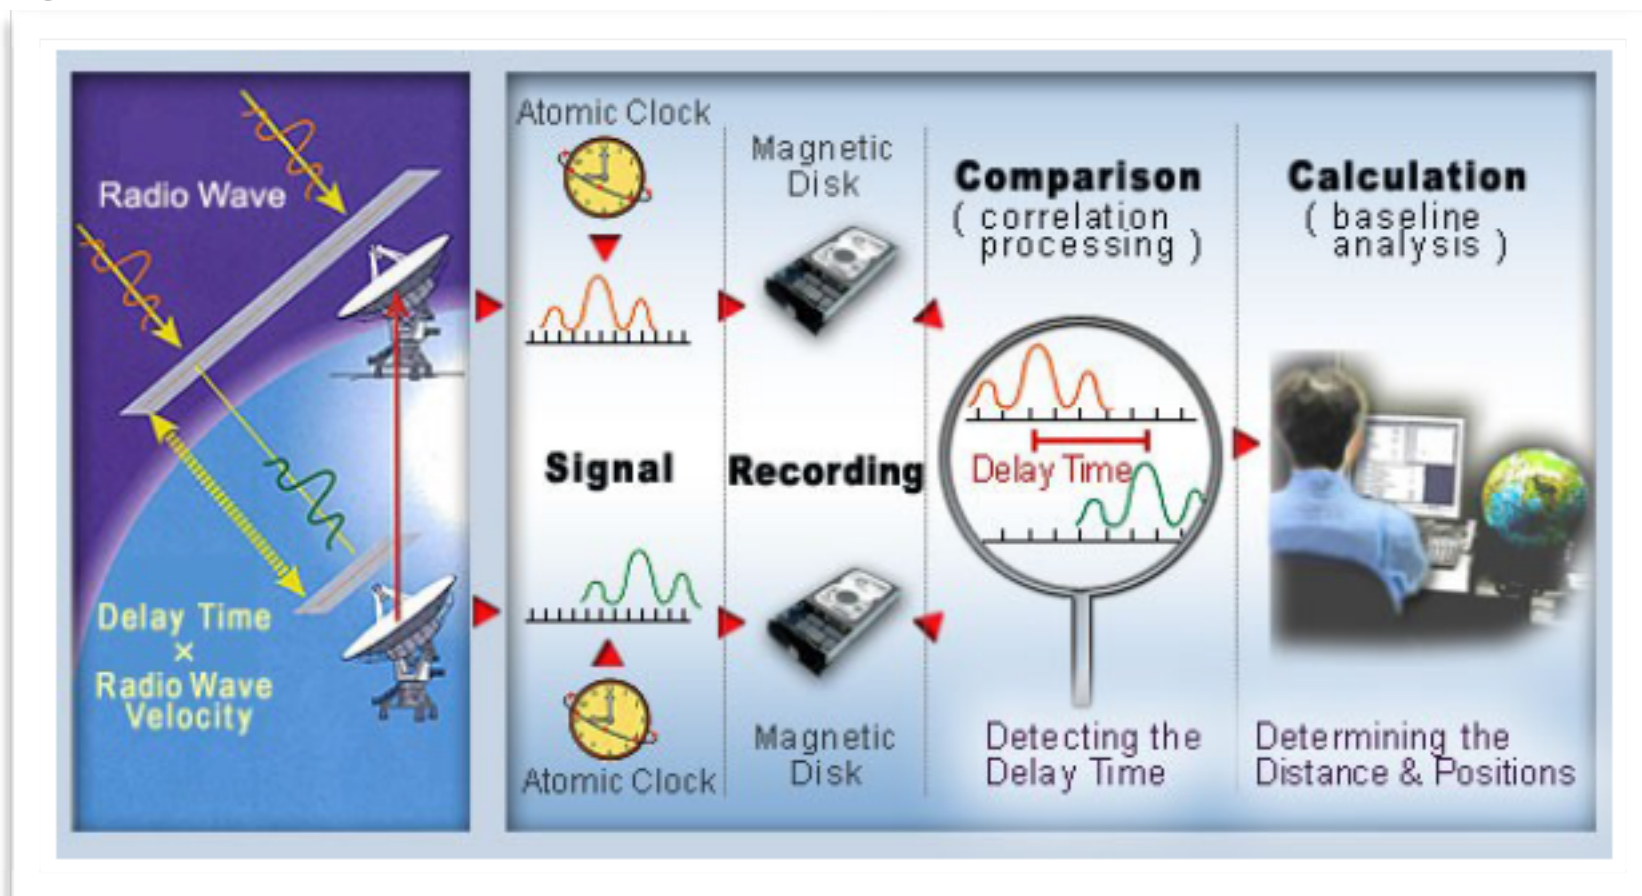 Radio Wave
Delay Time
×
Radio Wave
Velocity
Atomic Clock
Signal
Atomic Clock
Magnetic
Disk
Recording
Magnetic
Disk
Comparison
( correlation
processing )
Delay Time
Detecting the
Delay Time
Calculation
( baseline
analysis )
Determining the
Distance & Positions